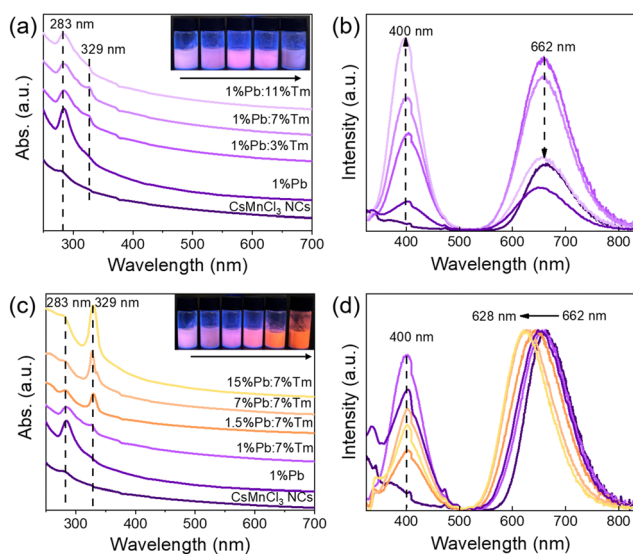 (a)
283 nm
329 nm
1%Pb:11%Tm
1%Pb:7%Tm
1%Pb:3%Tm
1%Pb
CsMnCl3 NCs
Abs. (a.u.)
300 400 500 600 700
Wavelength (nm)
(b)
400 nm
662 nm
Intensity (a.u.)
400 500 600 700 800
Wavelength (nm)
(c)
283 nm 329 nm
15%Pb:7%Tm
7%Pb:7%Tm
1.5%Pb:7%Tm
1%Pb:7%Tm
1%Pb
CsMnCl3 NCs
Abs. (a.u.)
300 400 500 600 700
Wavelength (nm)
(d)
628 nm 662 nm
400 nm
Intensity (a.u.)
400 500 600 700 800
Wavelength (nm)